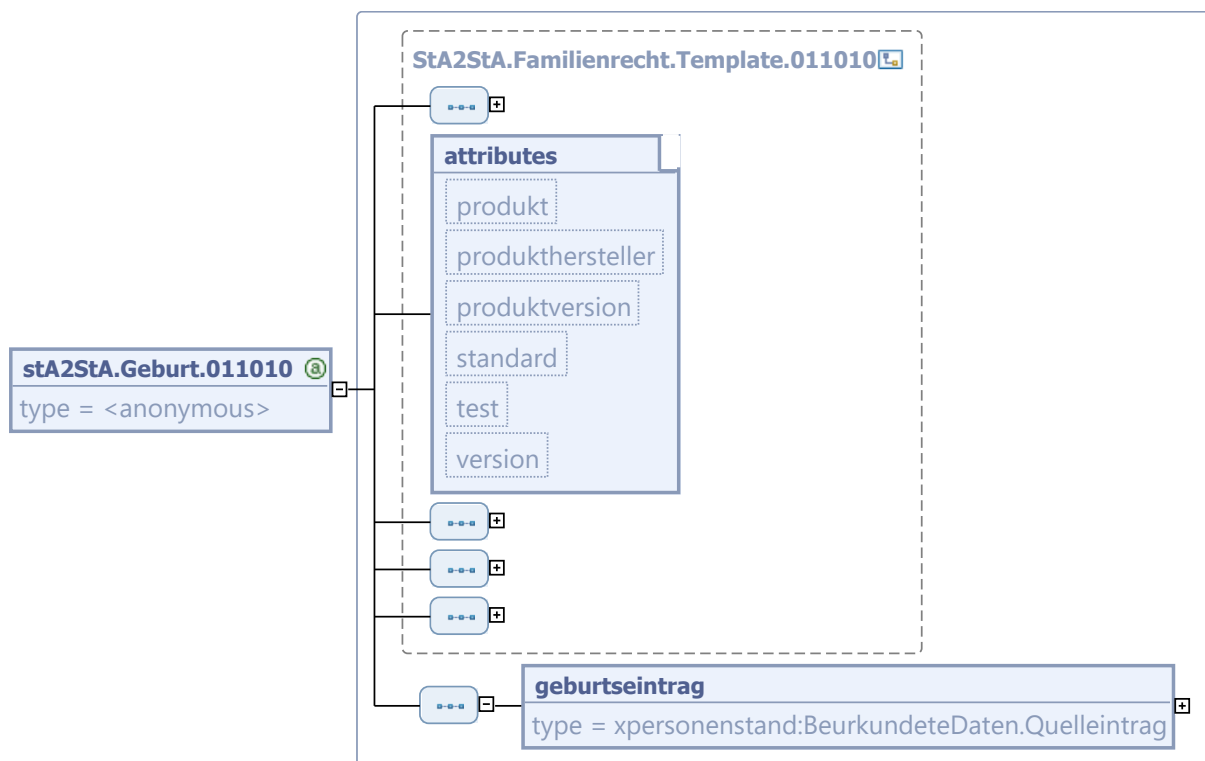 StA2StA.Familienrecht.Template.011010
attributes
produkt
produkthersteller
produktversion
standard
test
version
stA2StA.Geburt.011010
type = <anonymous>
geburtseintrag
type = xpersonenstand:BeurkundeteDaten.Quelleintrag